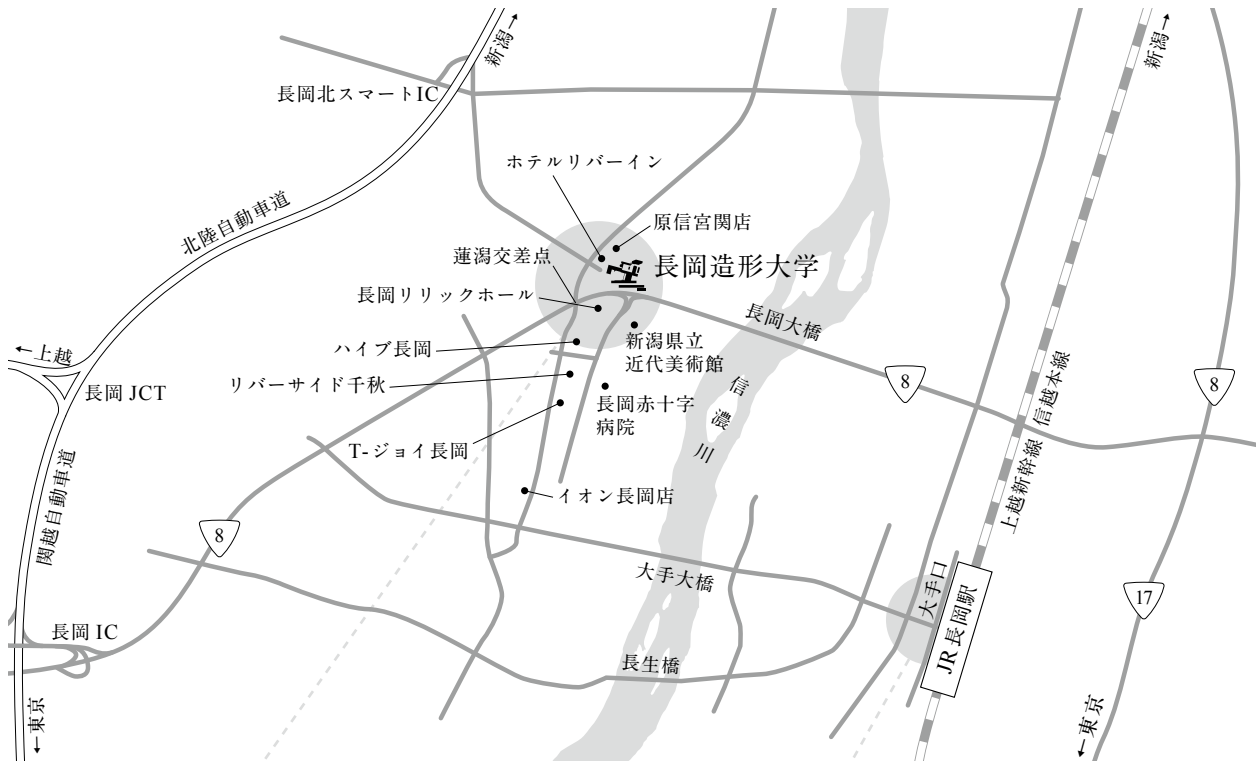 新潟→
新潟→
長岡北スマートIC
ホテルリバーイン
北陸自動車道
原信宮関店
蓮潟交差点
長岡造形大学
長岡リリックホール
長岡大橋
←上越
ハイブ長岡
新潟県立
近代美術館
長岡 JCT
リバーサイド千秋
8
8
信濃川
長岡赤十字
病院
信越本線
上越新幹線
T-ジョイ長岡
イオン長岡店
関越自動車道
8
大手大橋
大手口
17
JR長岡駅
長岡 IC
長生橋
←東京
←東京